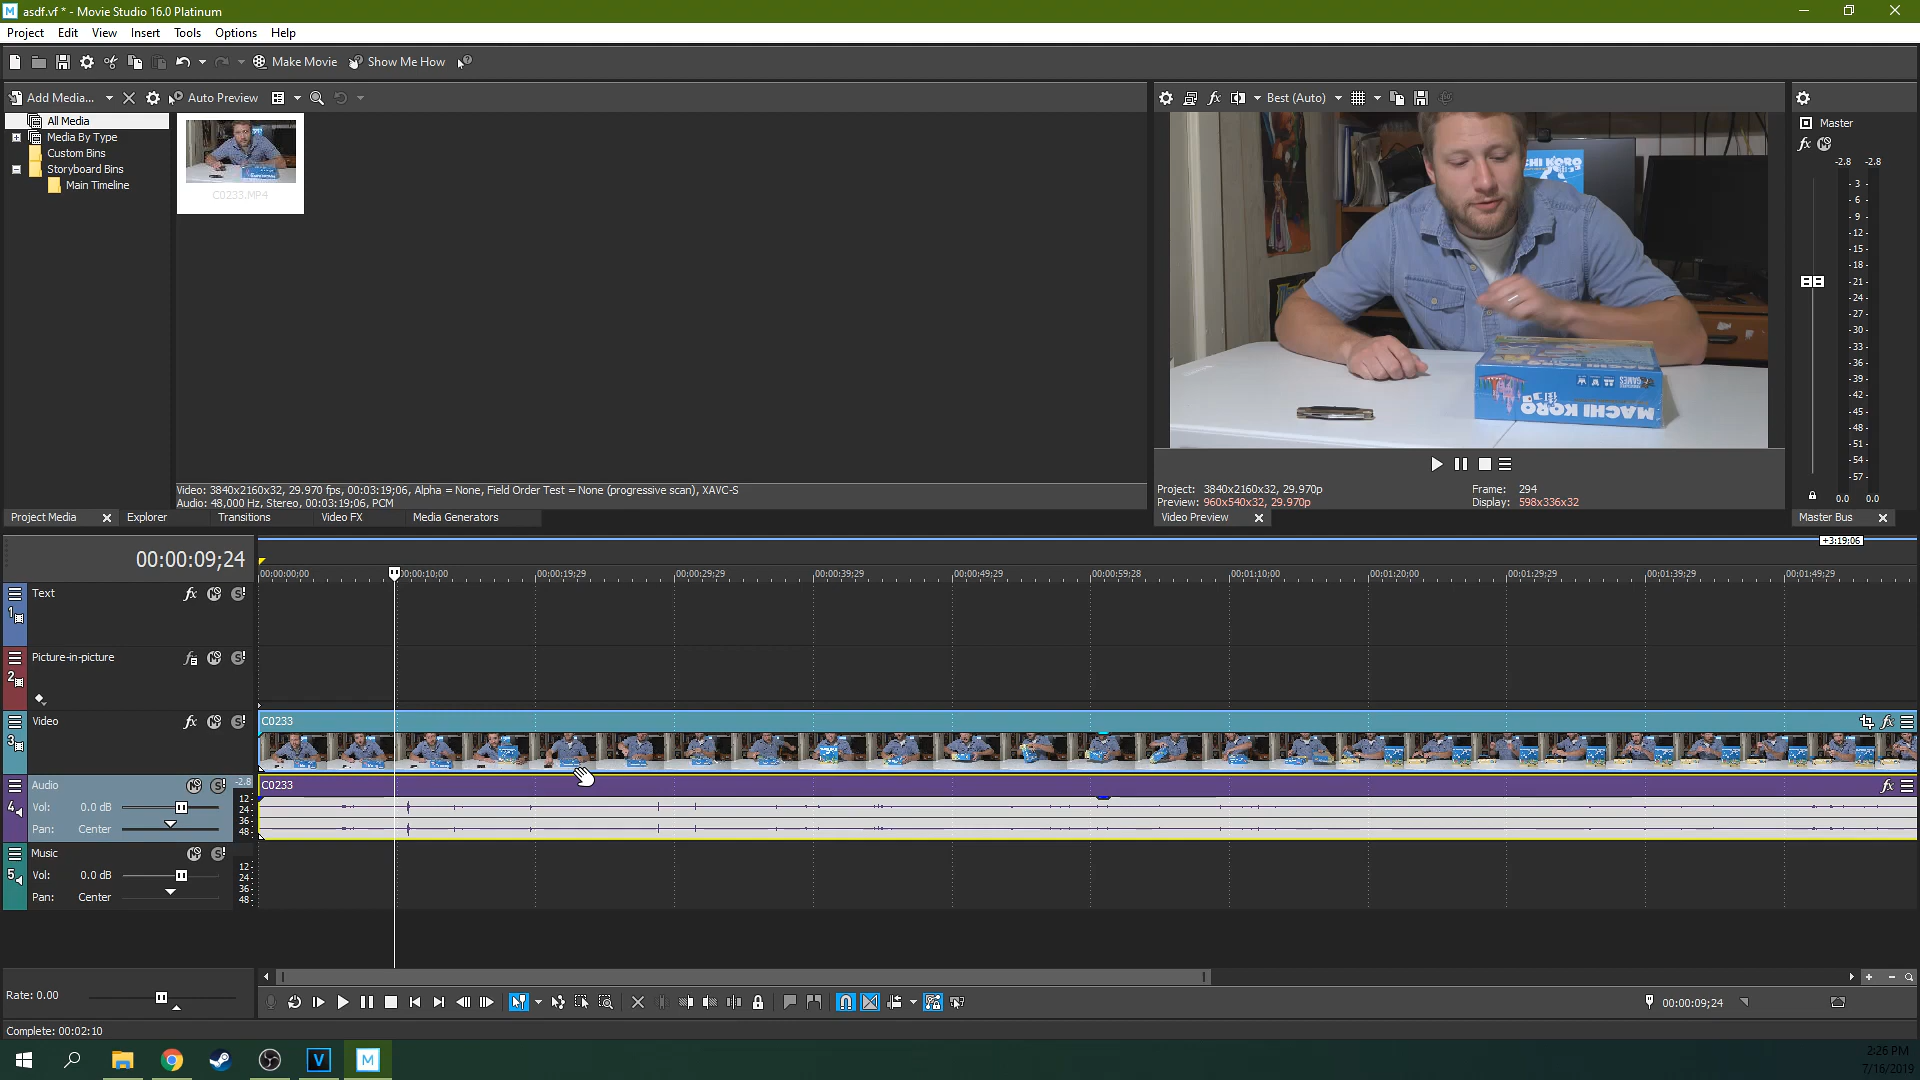 asdf.vf * - Movie Studio 16.0 Platinum
Project Edit View Insert Tools Options Help
Make Movie Show Me How
Add Media... Auto Preview
Best (Auto)
All Media
Media By Type
Custom Bins
Storyboard Bins
Main Timeline
C0233.MP4
MACHI KORO
GAMES
MACHI KORO
Master
-2.8 -2.8
3
6
9
12
15
18
21
24
27
30
33
36
39
42
45
48
51
54
57
0.0 0.0
Video: 3840x2160x32, 29.970 fps, 00:03:19;06, Alpha = None, Field Order Test = None (progressive scan), XAVC-S
Audio: 48,000 Hz, Stereo, 00:03:19;06, PCM
Project: 3840x2160x32, 29.970p
Preview: 960x540x32, 29.970p
Frame: 294
Display: 598x336x32
Project Media Explorer Transitions Video FX Media Generators
Video Preview
Master Bus
+3:19;06
00:00:09;24
00:00:00;00 00:00:10;00 00:00:19;29 00:00:29;29 00:00:39;29 00:00:49;29 00:00:59;28 00:01:10;00 00:01:20;00 00:01:29;29 00:01:39;29 00:01:49;29
1 Text
2 Picture-in-picture
3 Video
C0233
4 Audio
-2.8
Vol: 0.0 dB
Pan: Center
12
24
36
48
C0233
5 Music
Vol: 0.0 dB
Pan: Center
12
24
36
48
Rate: 0.00
00:00:09;24
Complete: 00:02:10
2:26 PM
7/16/2019